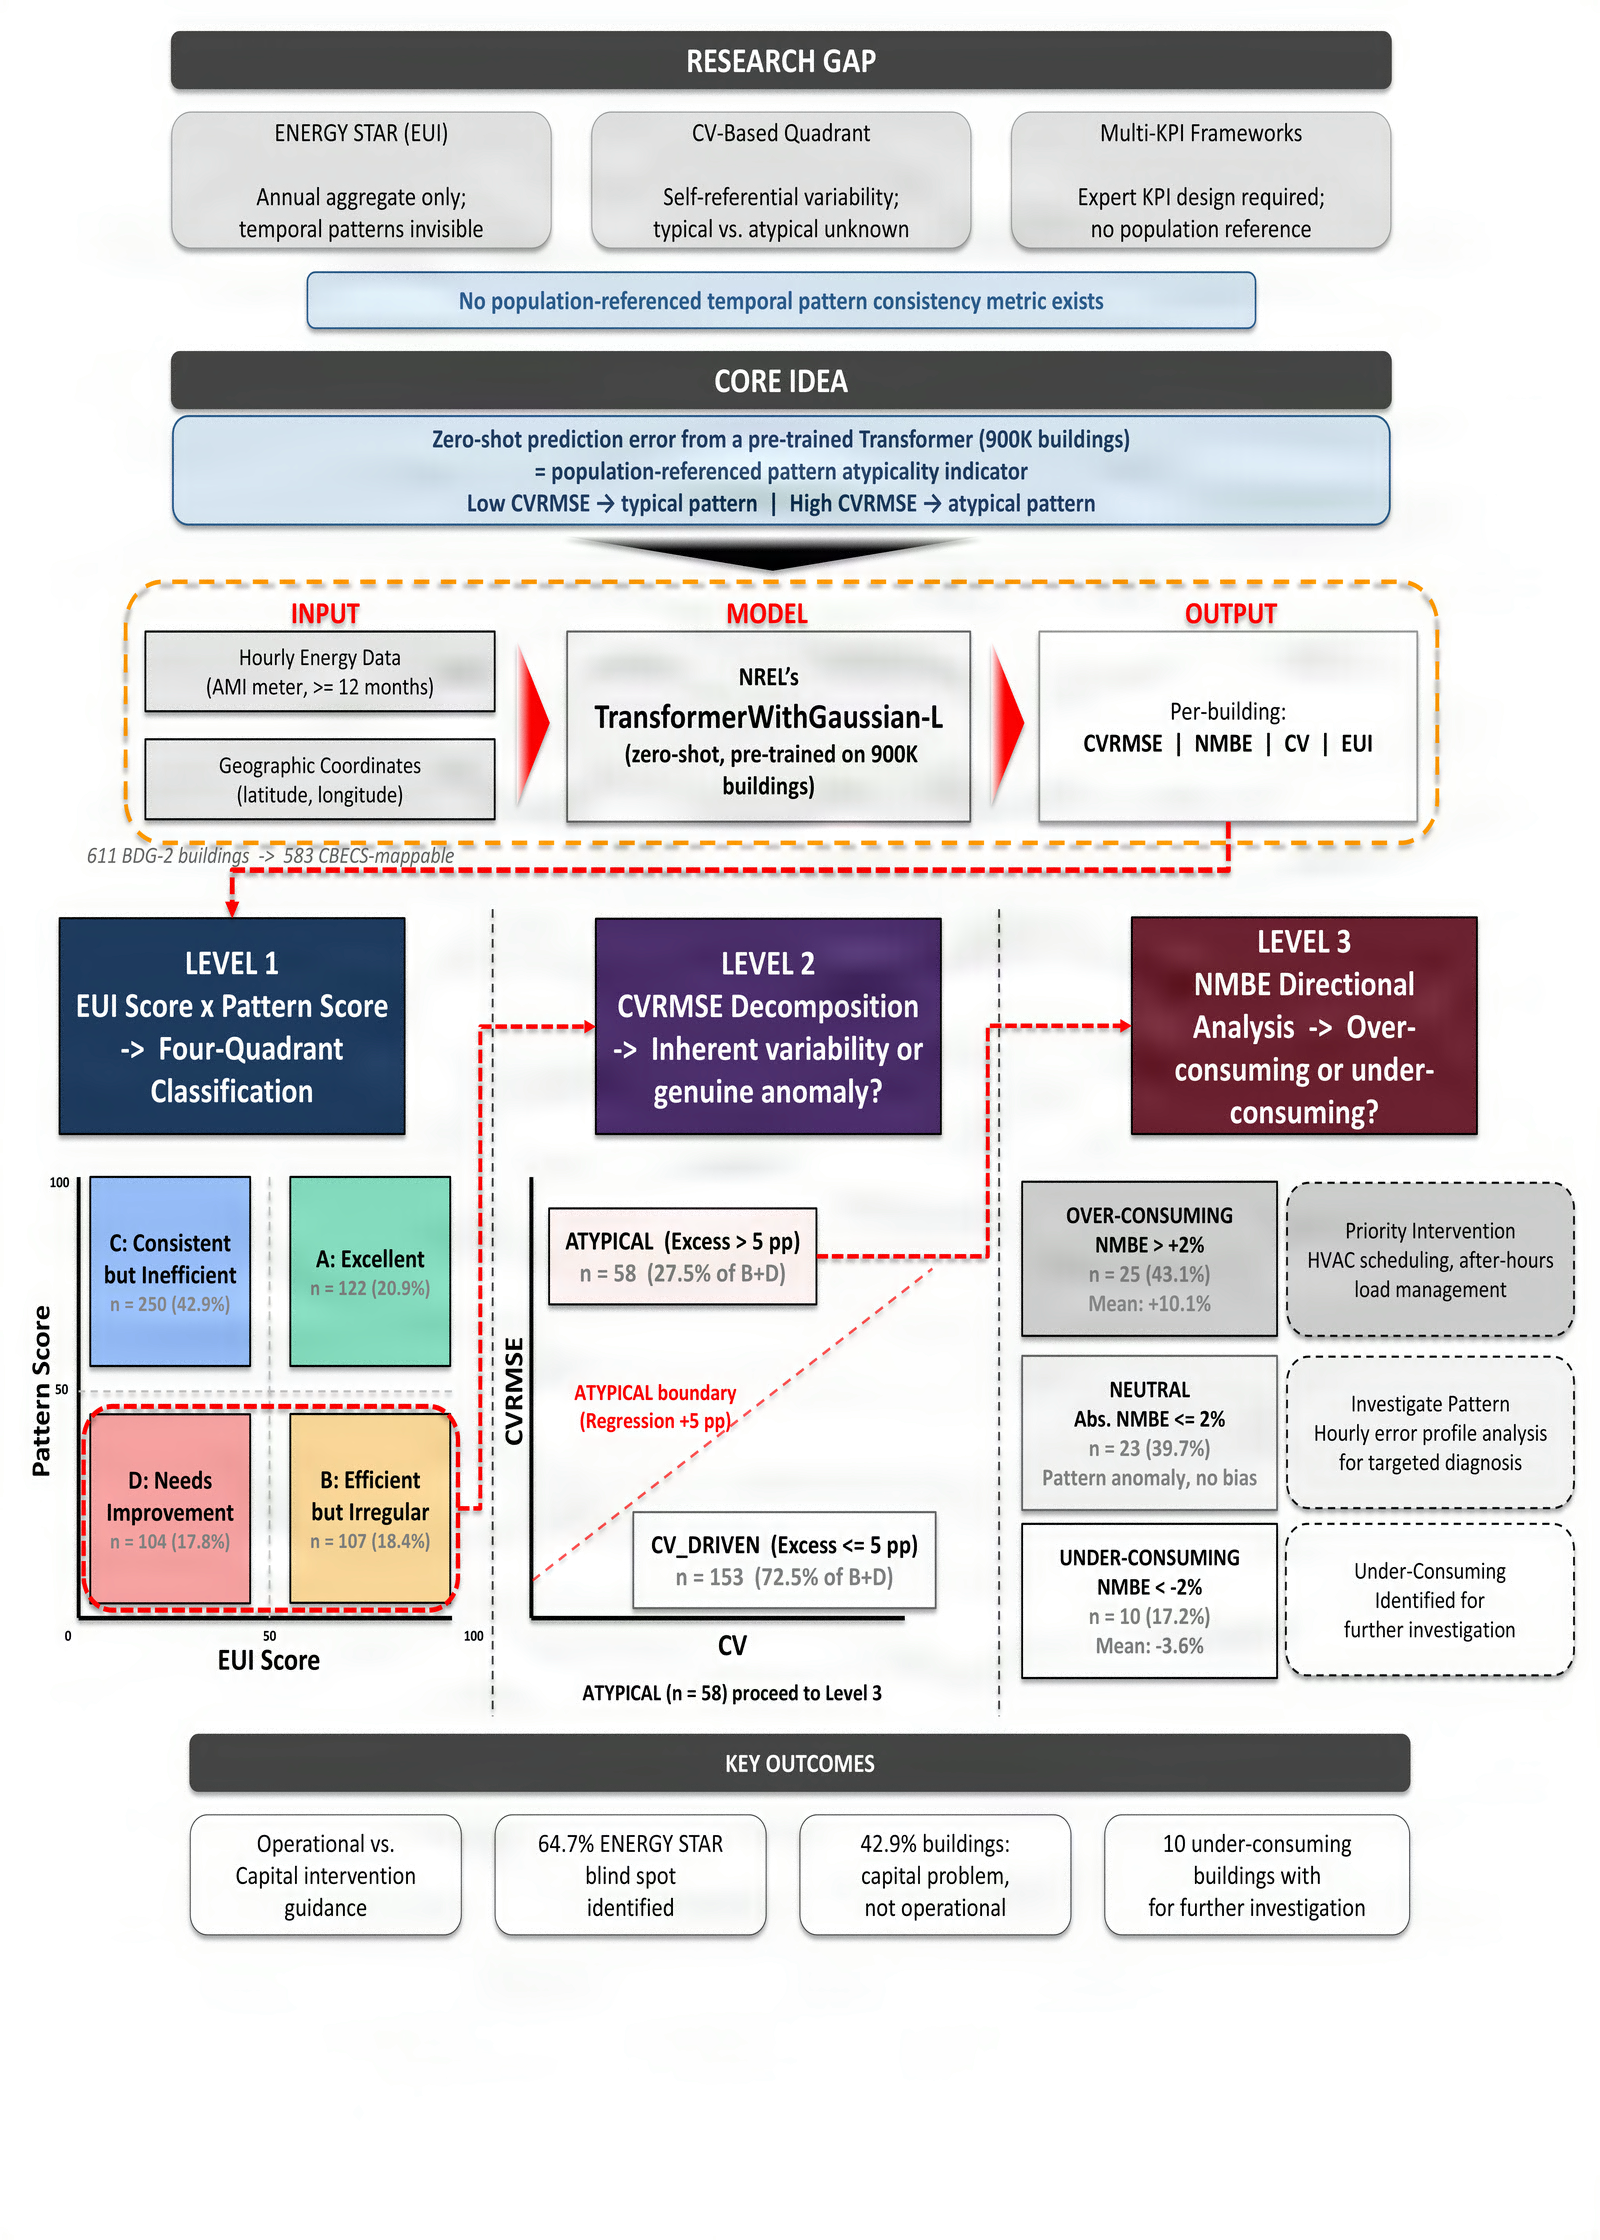 RESEARCH GAP
ENERGY STAR (EUI)
Annual aggregate only;
temporal patterns invisible
CV-Based Quadrant
Self-referential variability;
typical vs. atypical unknown
Multi-KPI Frameworks
Expert KPI design required;
no population reference
No population-referenced temporal pattern consistency metric exists
CORE IDEA
Zero-shot prediction error from a pre-trained Transformer (900K buildings)
= population-referenced pattern atypicality indicator
Low CVRMSE → typical pattern | High CVRMSE → atypical pattern
INPUT
Hourly Energy Data
(AMI meter, >= 12 months)
Geographic Coordinates
(latitude, longitude)
MODEL
NREL's
TransformerWithGaussian-L
(zero-shot, pre-trained on 900K
buildings)
OUTPUT
Per-building:
CVRMSE | NMBE | CV | EUI
611 BDG-2 buildings -> 583 CBECS-mappable
LEVEL 1
EUI Score x Pattern Score
-> Four-Quadrant
Classification
LEVEL 2
CVRMSE Decomposition
-> Inherent variability or
genuine anomaly?
LEVEL 3
NMBE Directional
Analysis -> Over-
consuming or under-
consuming?
100
50
0
50
100
Pattern Score
EUI Score
C: Consistent
but Inefficient
n = 250 (42.9%)
A: Excellent
n = 122 (20.9%)
D: Needs
Improvement
n = 104 (17.8%)
B: Efficient
but Irregular
n = 107 (18.4%)
CVRMSE
ATYPICAL (Excess > 5 pp)
n = 58 (27.5% of B+D)
ATYPICAL boundary
(Regression +5 pp)
CV_DRIVEN (Excess <= 5 pp)
n = 153 (72.5% of B+D)
CV
ATYPICAL (n = 58) proceed to Level 3
OVER-CONSUMING
NMBE > +2%
n = 25 (43.1%)
Mean: +10.1%
Priority Intervention
HVAC scheduling, after-hours
load management
NEUTRAL
Abs. NMBE <= 2%
n = 23 (39.7%)
Pattern anomaly, no bias
Investigate Pattern
Hourly error profile analysis
for targeted diagnosis
UNDER-CONSUMING
NMBE < -2%
n = 10 (17.2%)
Mean: -3.6%
Under-Consuming
Identified for
further investigation
KEY OUTCOMES
Operational vs.
Capital intervention
guidance
64.7% ENERGY STAR
blind spot
identified
42.9% buildings:
capital problem,
not operational
10 under-consuming
buildings with
for further investigation